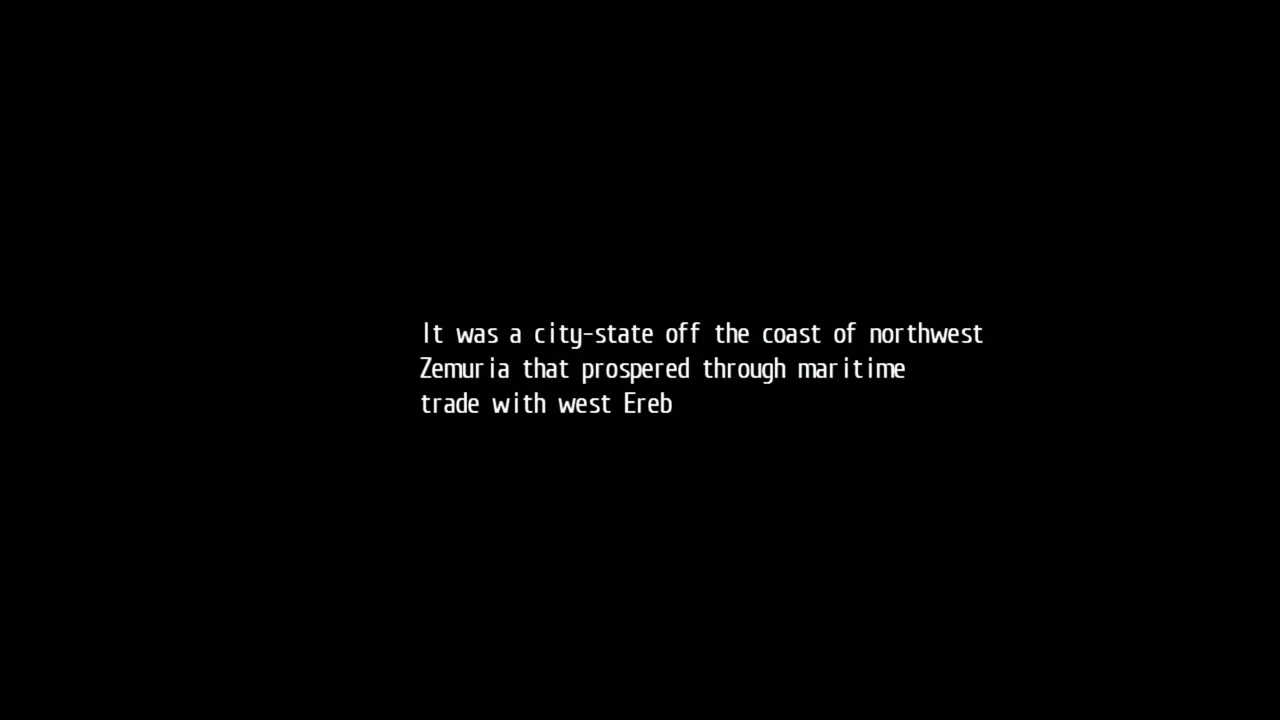 It was a city-state off the coast of northwest
Zemuria that prospered through maritime
trade with west Ereb